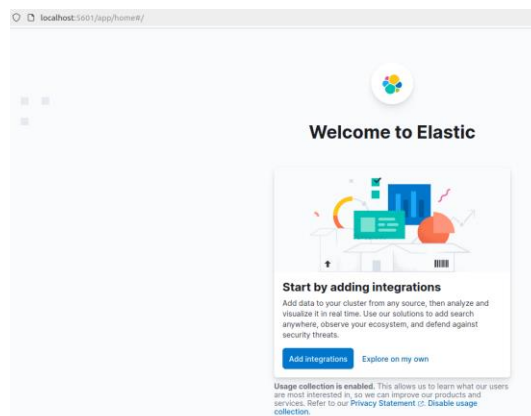 localhost:5601/app/home#/
Welcome to Elastic
Start by adding integrations
Add data to your cluster from any source, then analyze and
visualize it in real time. Use our solutions to add search
anywhere, observe your ecosystem, and defend against
security threats.
Add integrations Explore on my own
Usage collection is enabled. This allows us to learn what our users
are most interested in, so we can improve our products and
services. Refer to our Privacy Statement. Disable usage
collection.